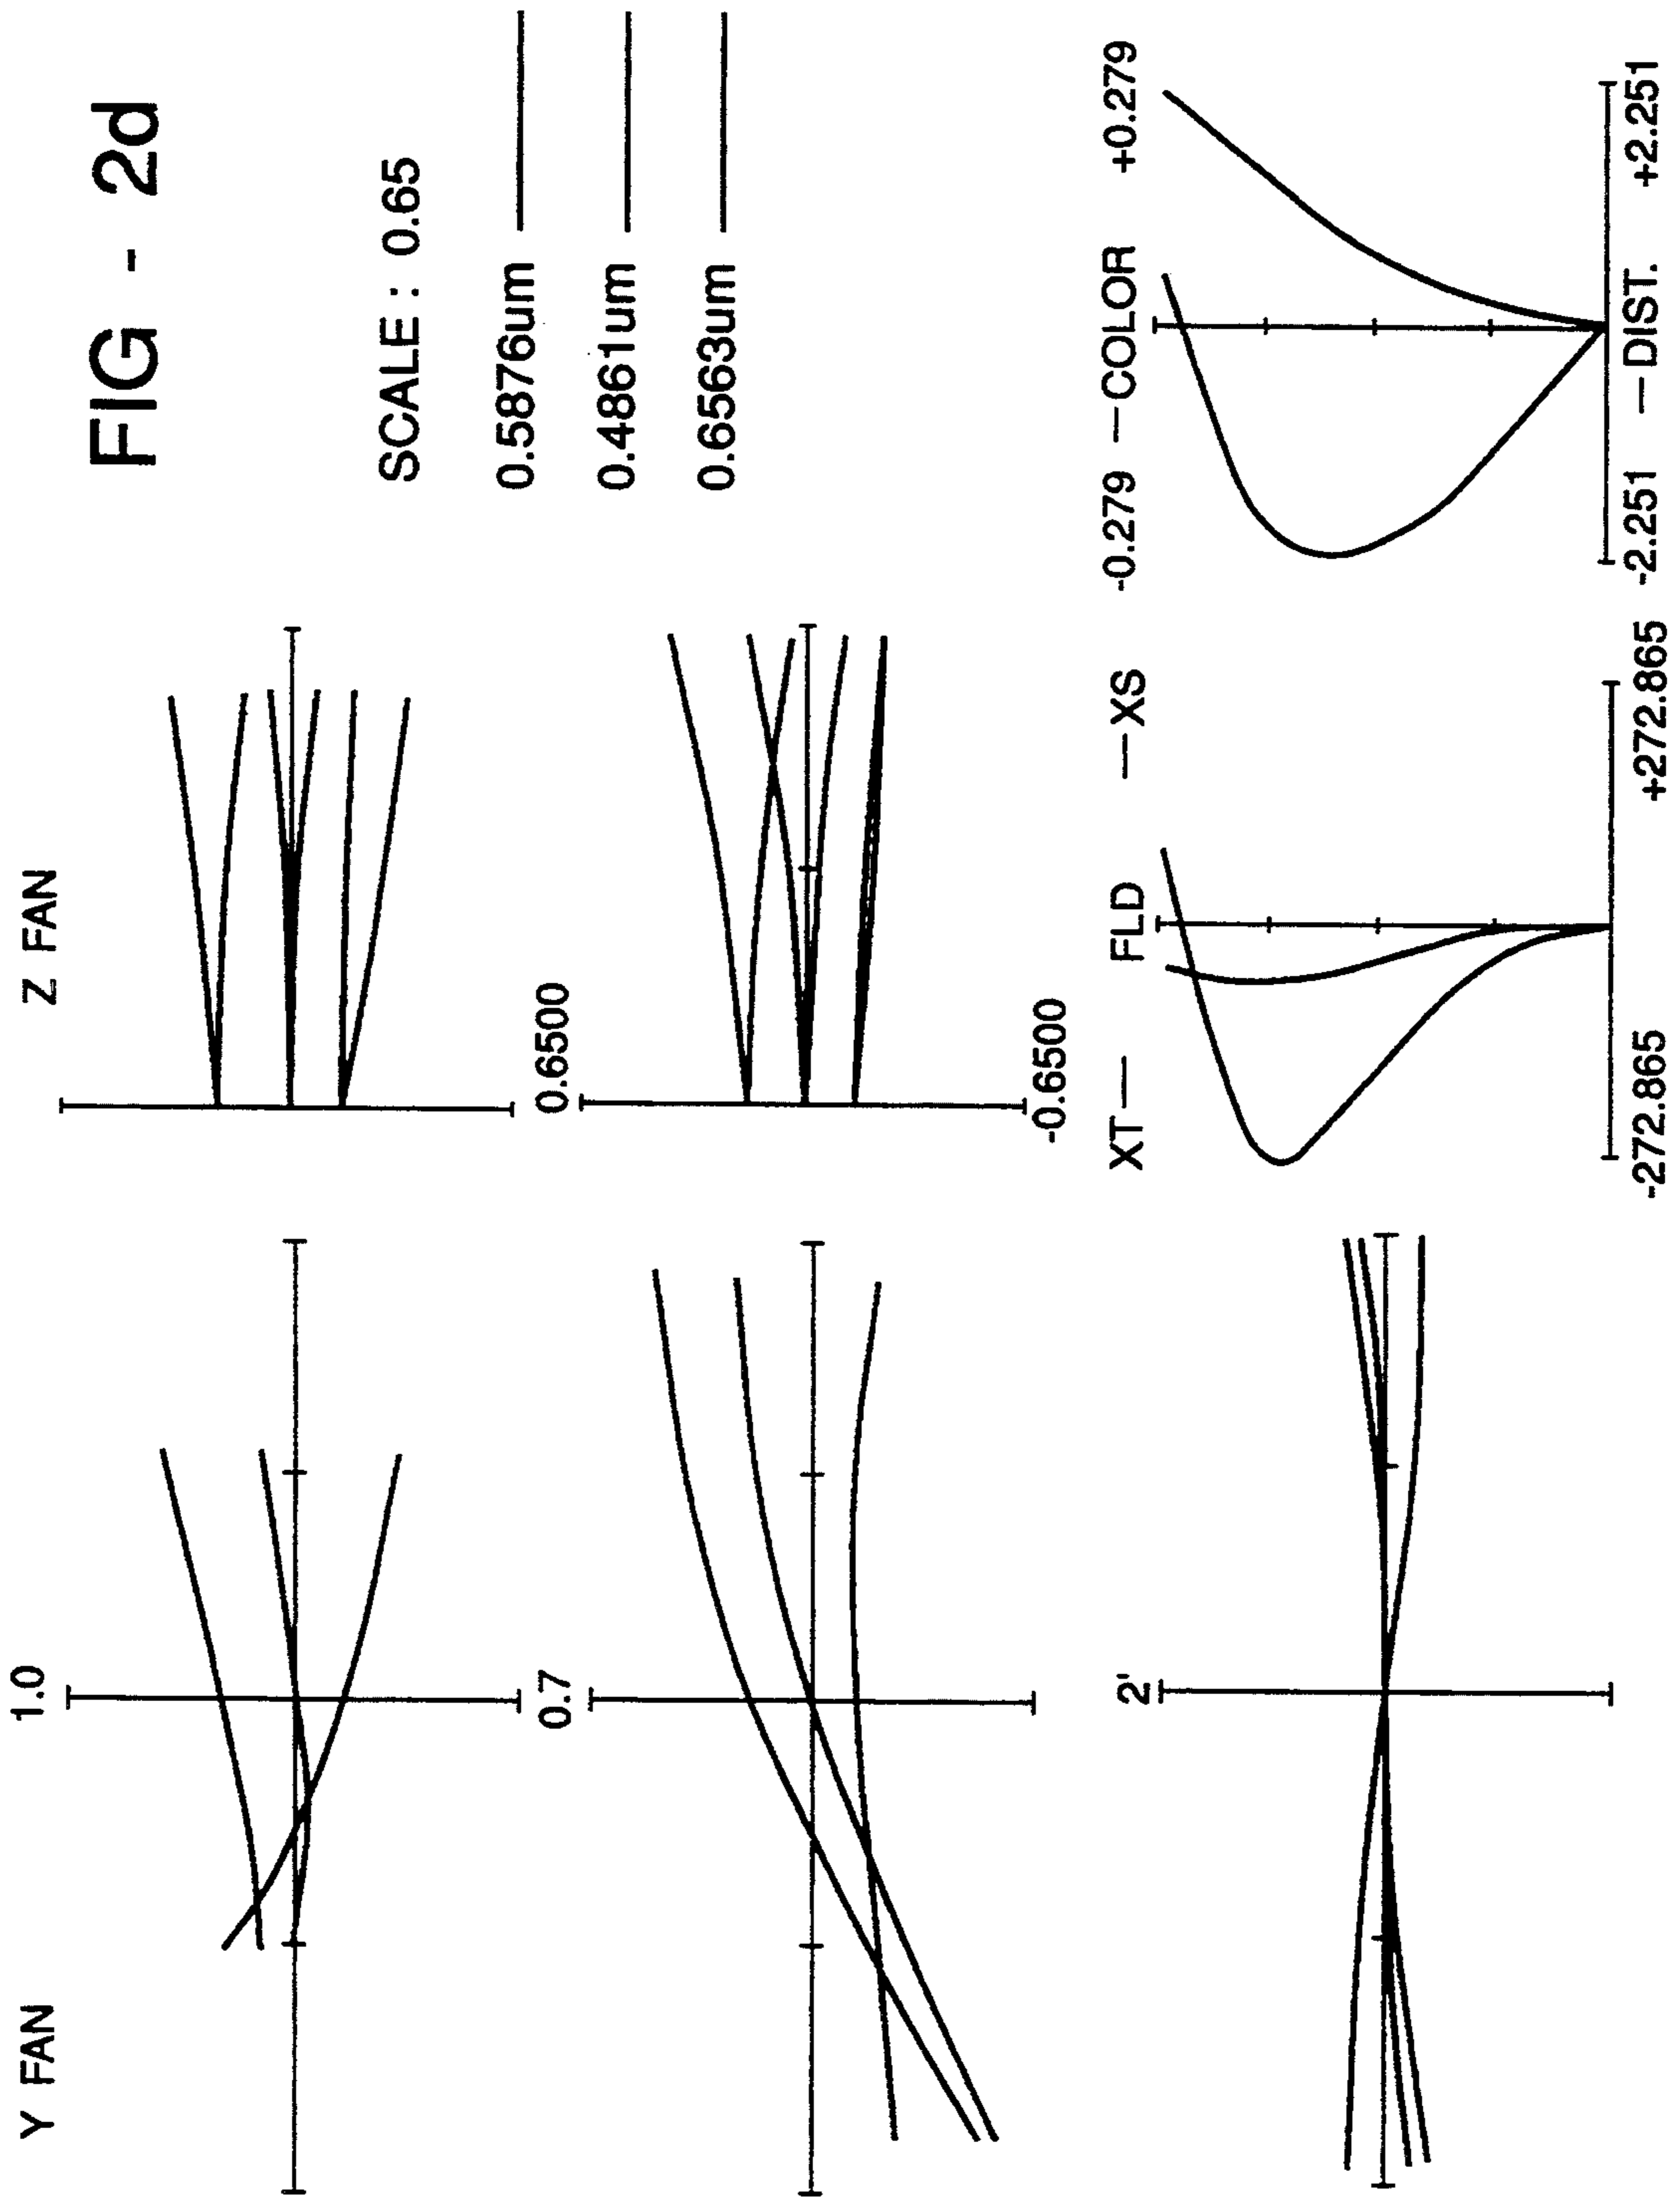 FIG - 2d
Y FAN
1.0
Z FAN
SCALE : 0.65
0.5876um
0.4861um
0.6563um
0.7
0.6500
-0.6500
2'
XT — FLD — XS
-272.865 +272.865
-0.279 — COLOR +0.279
-2.251 — DIST. +2.251